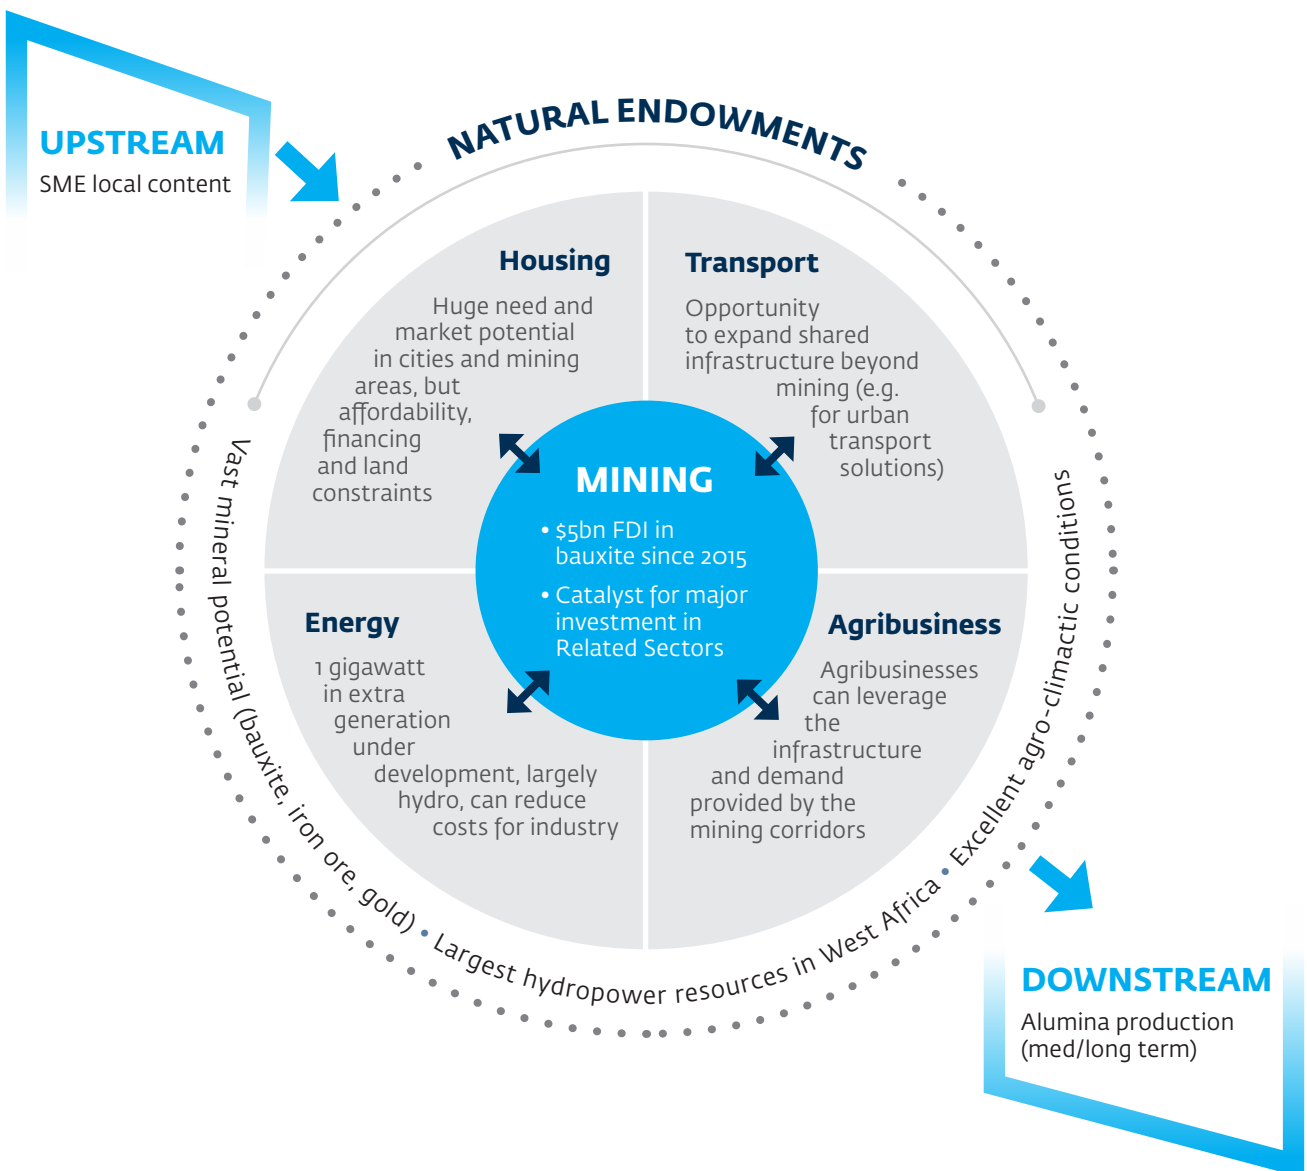 UPSTREAM
SME local content
NATURAL ENDOWMENTS
Housing
Huge need and
market potential
in cities and mining
areas, but
affordability,
financing
and land
constraints
Transport
Opportunity
to expand shared
infrastructure beyond
mining (e.g.
for urban
transport
solutions)
MINING
• $5bn FDI in
bauxite since 2015
• Catalyst for major
investment in
Related Sectors
Energy
1 gigawatt
in extra
generation
under
development, largely
hydro, can reduce
costs for industry
Agribusiness
Agribusinesses
can leverage
the
infrastructure
and demand
provided by the
mining corridors
Vast mineral potential (bauxite, iron ore, gold) • Largest hydropower resources in West Africa • Excellent agro-climactic conditions
DOWNSTREAM
Alumina production
(med/long term)